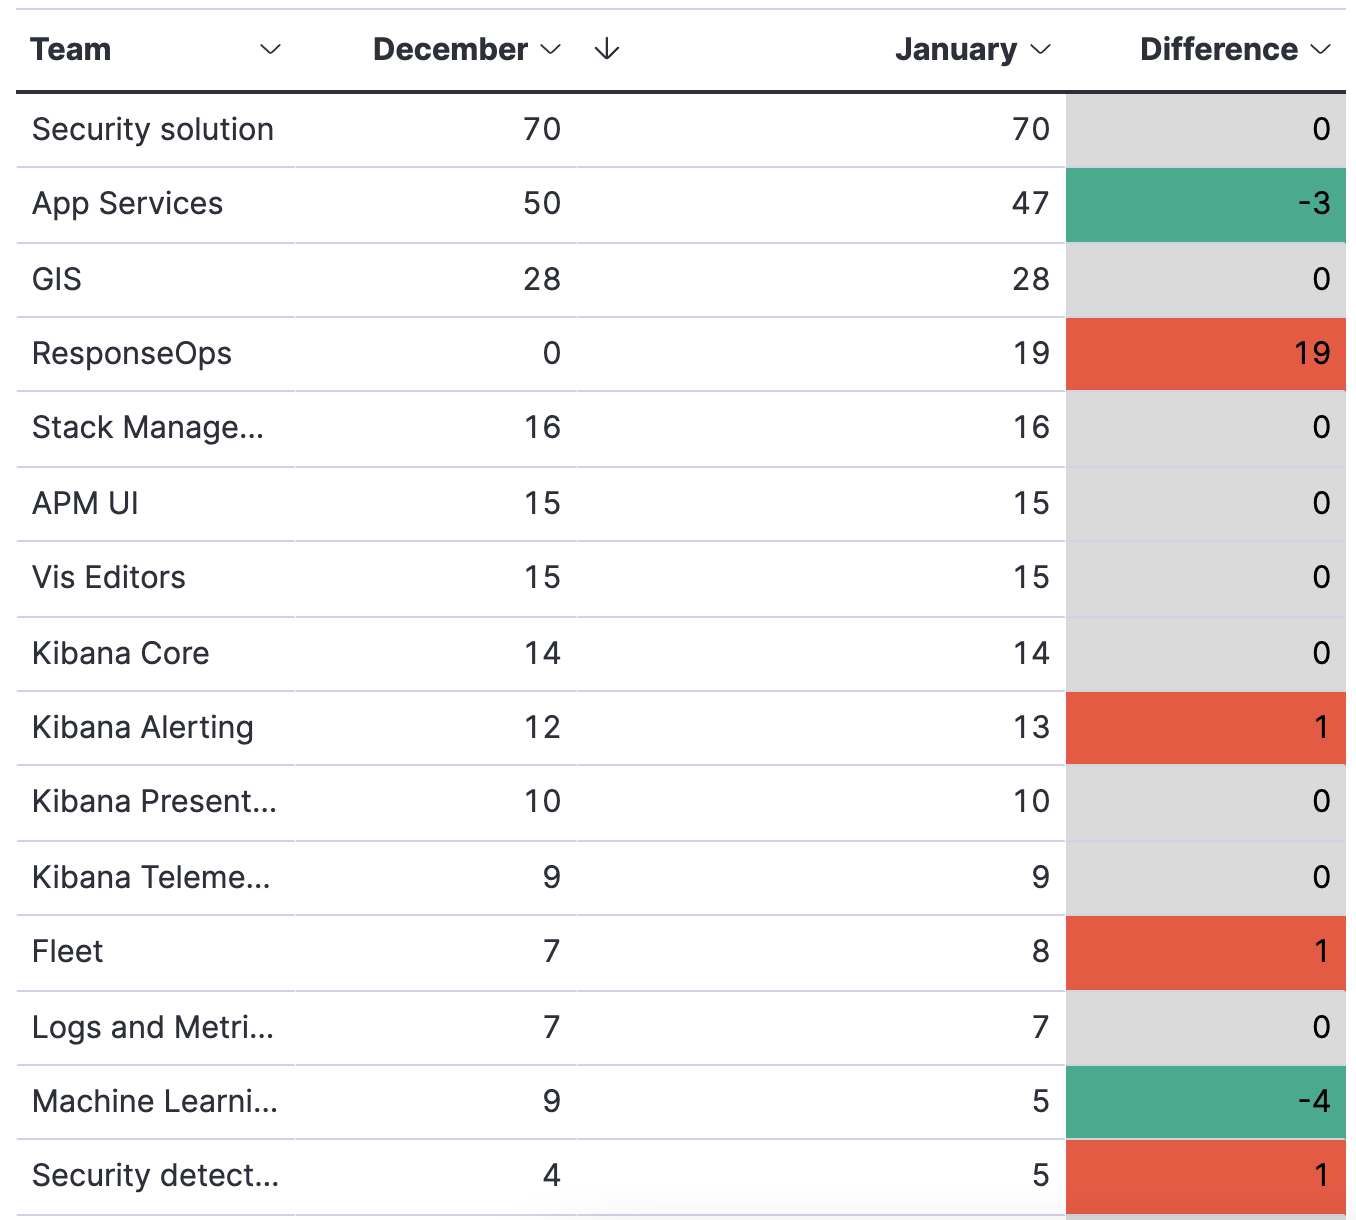 Team December January Difference
Security solution 70 70 0
App Services 50 47 -3
GIS 28 28 0
ResponseOps 0 19 19
Stack Manage... 16 16 0
APM UI 15 15 0
Vis Editors 15 15 0
Kibana Core 14 14 0
Kibana Alerting 12 13 1
Kibana Present... 10 10 0
Kibana Teleme... 9 9 0
Fleet 7 8 1
Logs and Metri... 7 7 0
Machine Learni... 9 5 -4
Security detect... 4 5 1